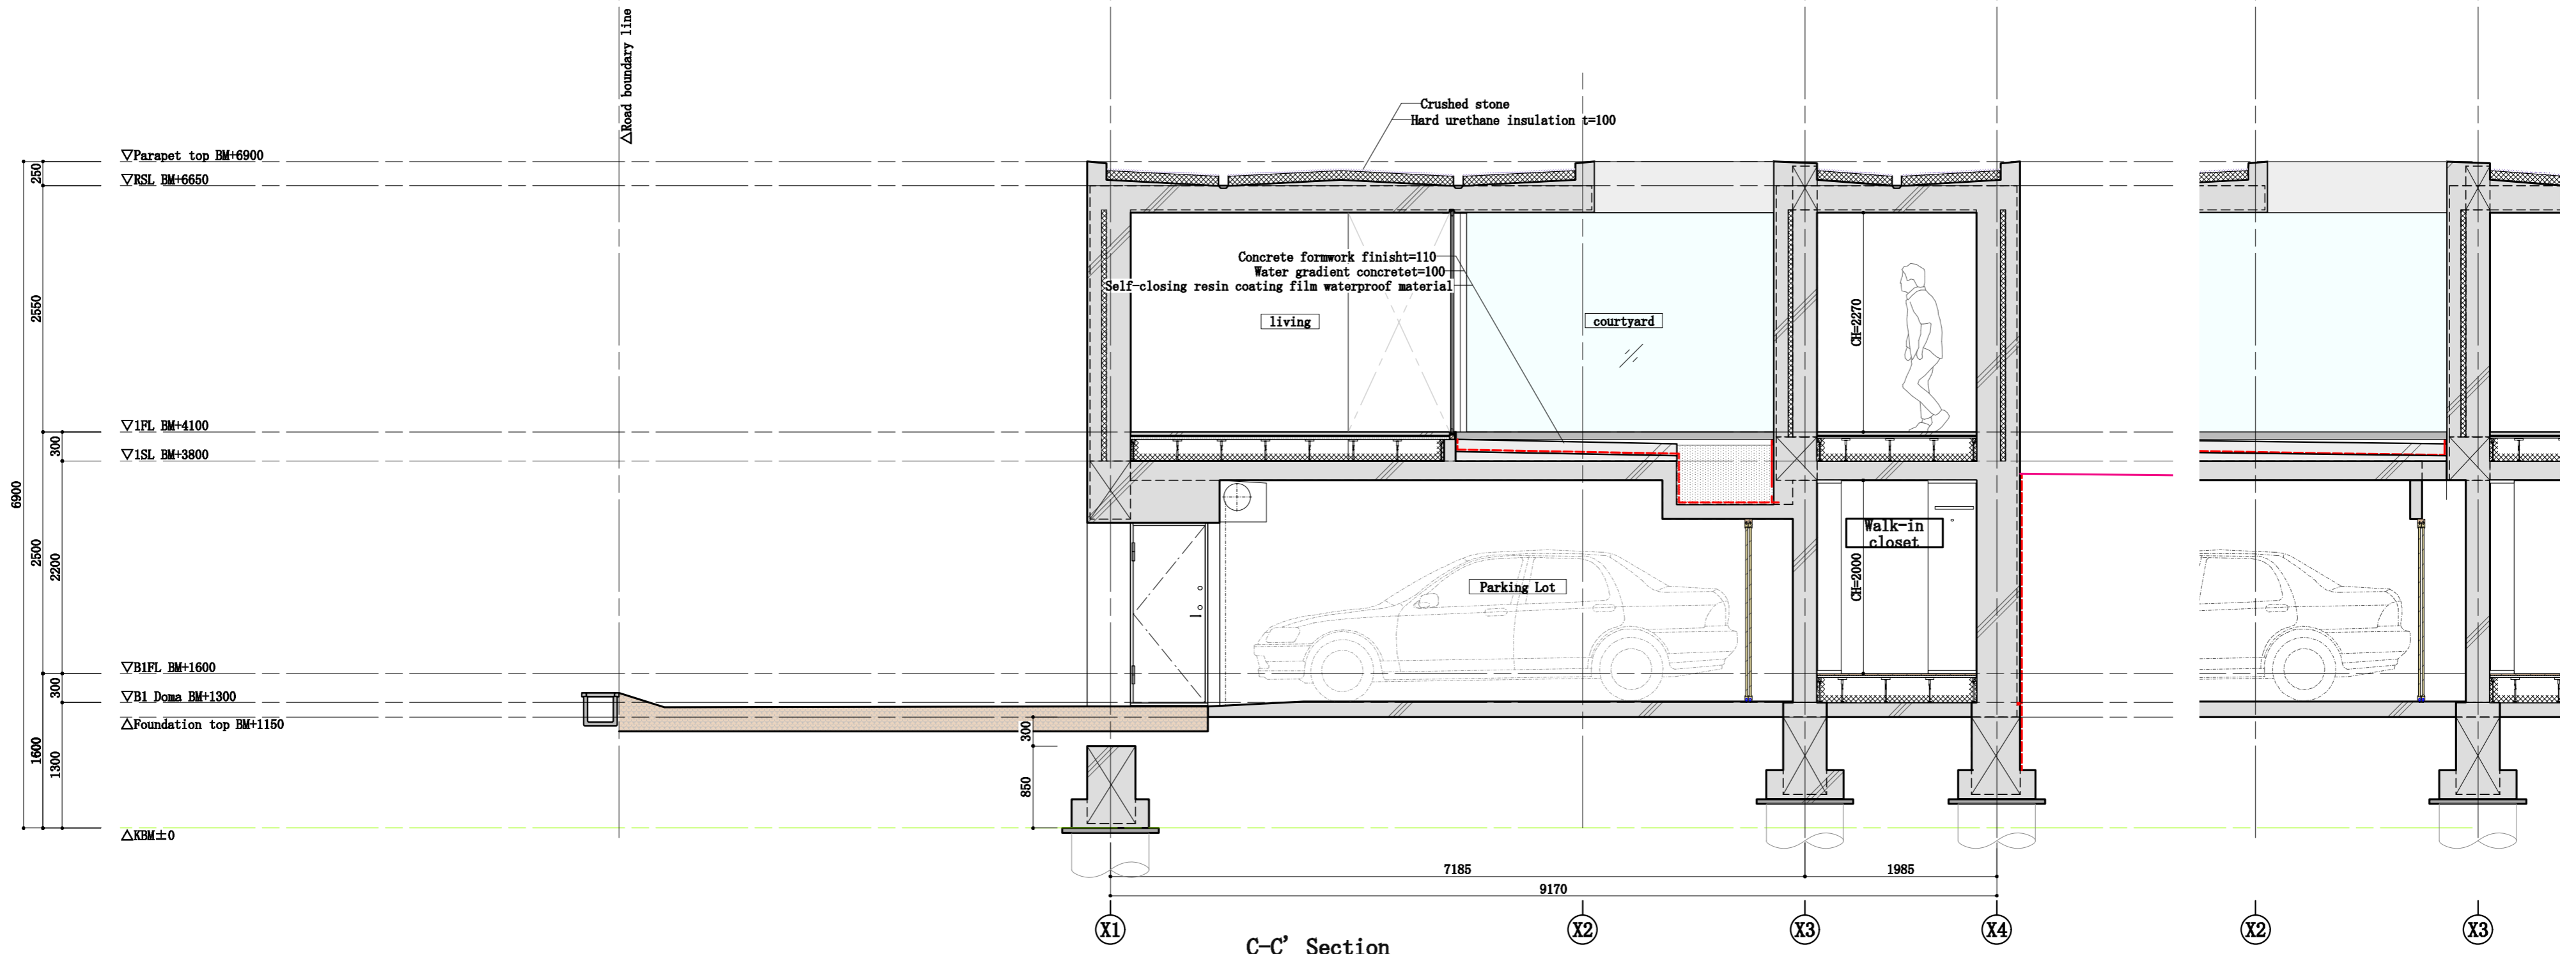 △Road boundary line
Crushed stone
Hard urethane insulation t=100
▽Parapet top BM+6900
▽RSL BM+6650
250
2550
6900
Concrete formwork finisht=110
Water gradient concretet=100
Self-closing resin coating film waterproof material
living
courtyard
CH=2270
▽1FL BM+4100
300
▽1SL BM+3800
2500
2200
Walk-in
closet
Parking Lot
CH=2000
▽B1FL BM+1600
300
▽B1 Doma BM+1300
△Foundation top BM+1150
1600
1300
300
850
△KBM±0
7185
1985
9170
X1
X2
X3
X4
X2
X3
C-C' Section